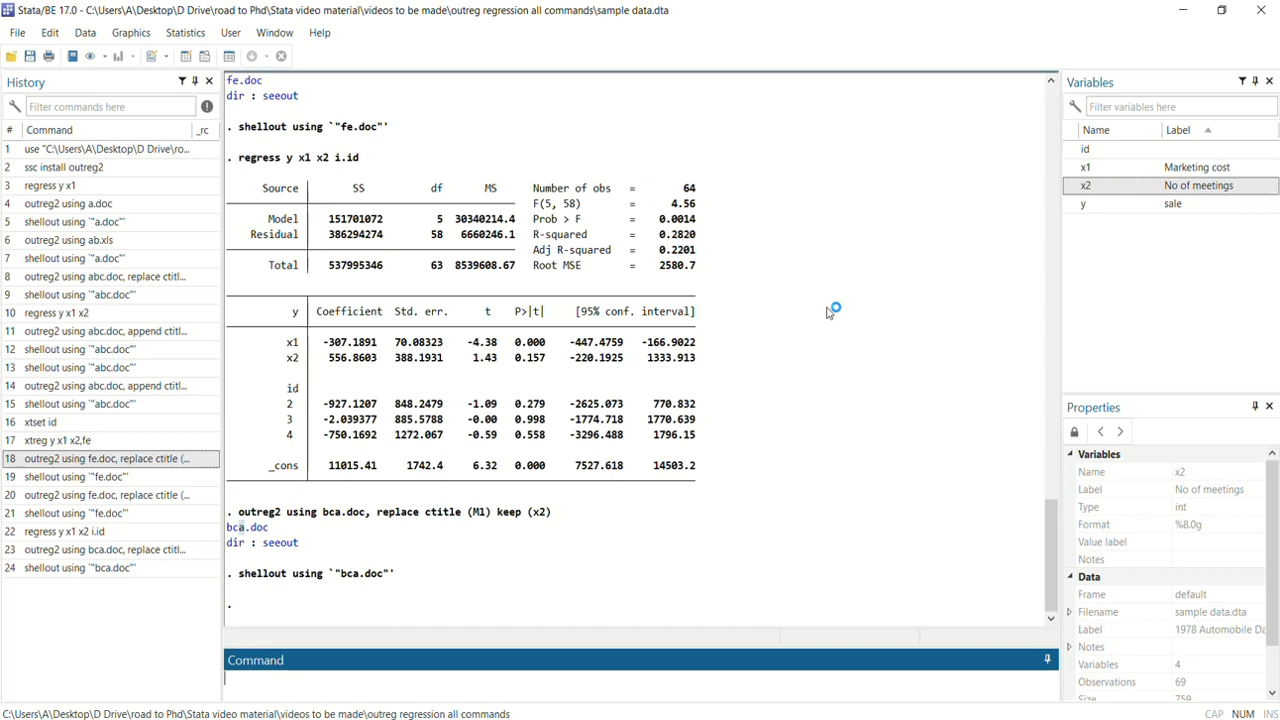 Stata/BE 17.0 - C:\Users\A\Desktop\D Drive\road to Phd\Stata video material\videos to be made\outreg regression all commands\sample data.dta
File Edit Data Graphics Statistics User Window Help
History
Filter commands here
# Command _rc
1 use "C:\Users\A\Desktop\D Drive\ro...
2 ssc install outreg2
3 regress y x1
4 outreg2 using a.doc
5 shellout using `"a.doc"'
6 outreg2 using ab.xls
7 shellout using `"a.doc"'
8 outreg2 using abc.doc, replace ctitl...
9 shellout using `"abc.doc"'
10 regress y x1 x2
11 outreg2 using abc.doc, append ctitl...
12 shellout using `"abc.doc"'
13 shellout using `"abc.doc"'
14 outreg2 using abc.doc, append ctitl...
15 shellout using `"abc.doc"'
16 xtset id
17 xtreg y x1 x2,fe
18 outreg2 using fe.doc, replace ctitle (...
19 shellout using `"fe.doc"'
20 outreg2 using fe.doc, replace ctitle (...
21 shellout using `"fe.doc"'
22 regress y x1 x2 i.id
23 outreg2 using bca.doc, replace ctitl...
24 shellout using `"bca.doc"'
fe.doc
dir : seeout
. shellout using `"fe.doc"'
. regress y x1 x2 i.id
Source SS df MS Number of obs = 64
F(5, 58) = 4.56
Model 151701072 5 30340214.4 Prob > F = 0.0014
Residual 386294274 58 6660246.1 R-squared = 0.2820
Adj R-squared = 0.2201
Total 537995346 63 8539608.67 Root MSE = 2580.7
y Coefficient Std. err. t P>|t| [95% conf. interval]
x1 -307.1891 70.08323 -4.38 0.000 -447.4759 -166.9022
x2 556.8603 388.1931 1.43 0.157 -220.1925 1333.913
id
2 -927.1207 848.2479 -1.09 0.279 -2625.073 770.832
3 -2.039377 885.5788 -0.00 0.998 -1774.718 1770.639
4 -750.1692 1272.067 -0.59 0.558 -3296.488 1796.15
_cons 11015.41 1742.4 6.32 0.000 7527.618 14503.2
. outreg2 using bca.doc, replace ctitle (M1) keep (x2)
bca.doc
dir : seeout
. shellout using `"bca.doc"'
.
Command
Variables
Filter variables here
Name Label
id
x1 Marketing cost
x2 No of meetings
y sale
Properties
Variables
Name x2
Label No of meetings
Type int
Format %8.0g
Value label
Notes
Data
Frame default
Filename sample data.dta
Label 1978 Automobile Da
Notes
Variables 4
Observations 69
Size 759
C:\Users\A\Desktop\D Drive\road to Phd\Stata video material\videos to be made\outreg regression all commands
CAP NUM INS